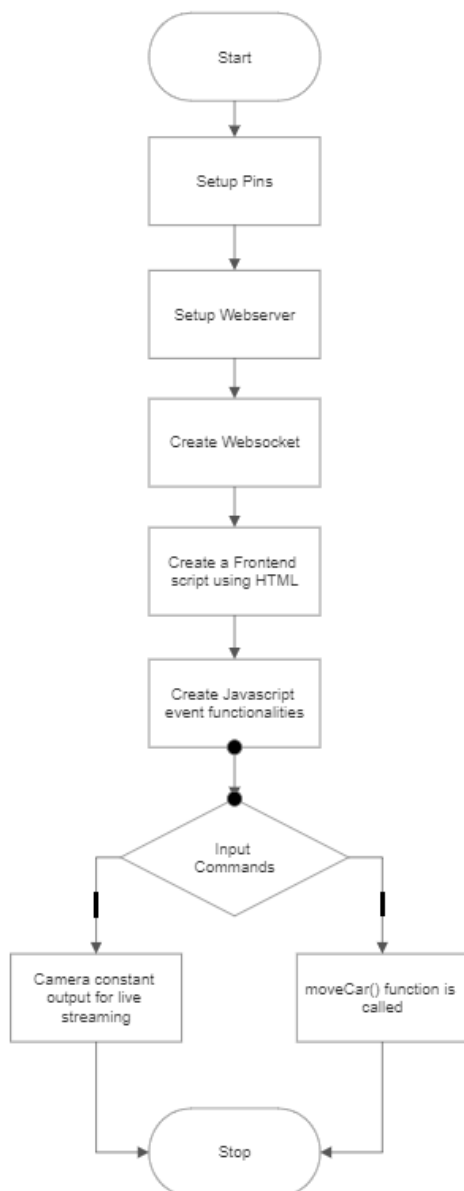 Start
Setup Pins
Setup Webserver
Create Websocket
Create a Frontend
script using HTML
Create Javascript
event functionalities
Input
Commands
Camera constant
output for live
streaming
moveCar() function is
called
Stop